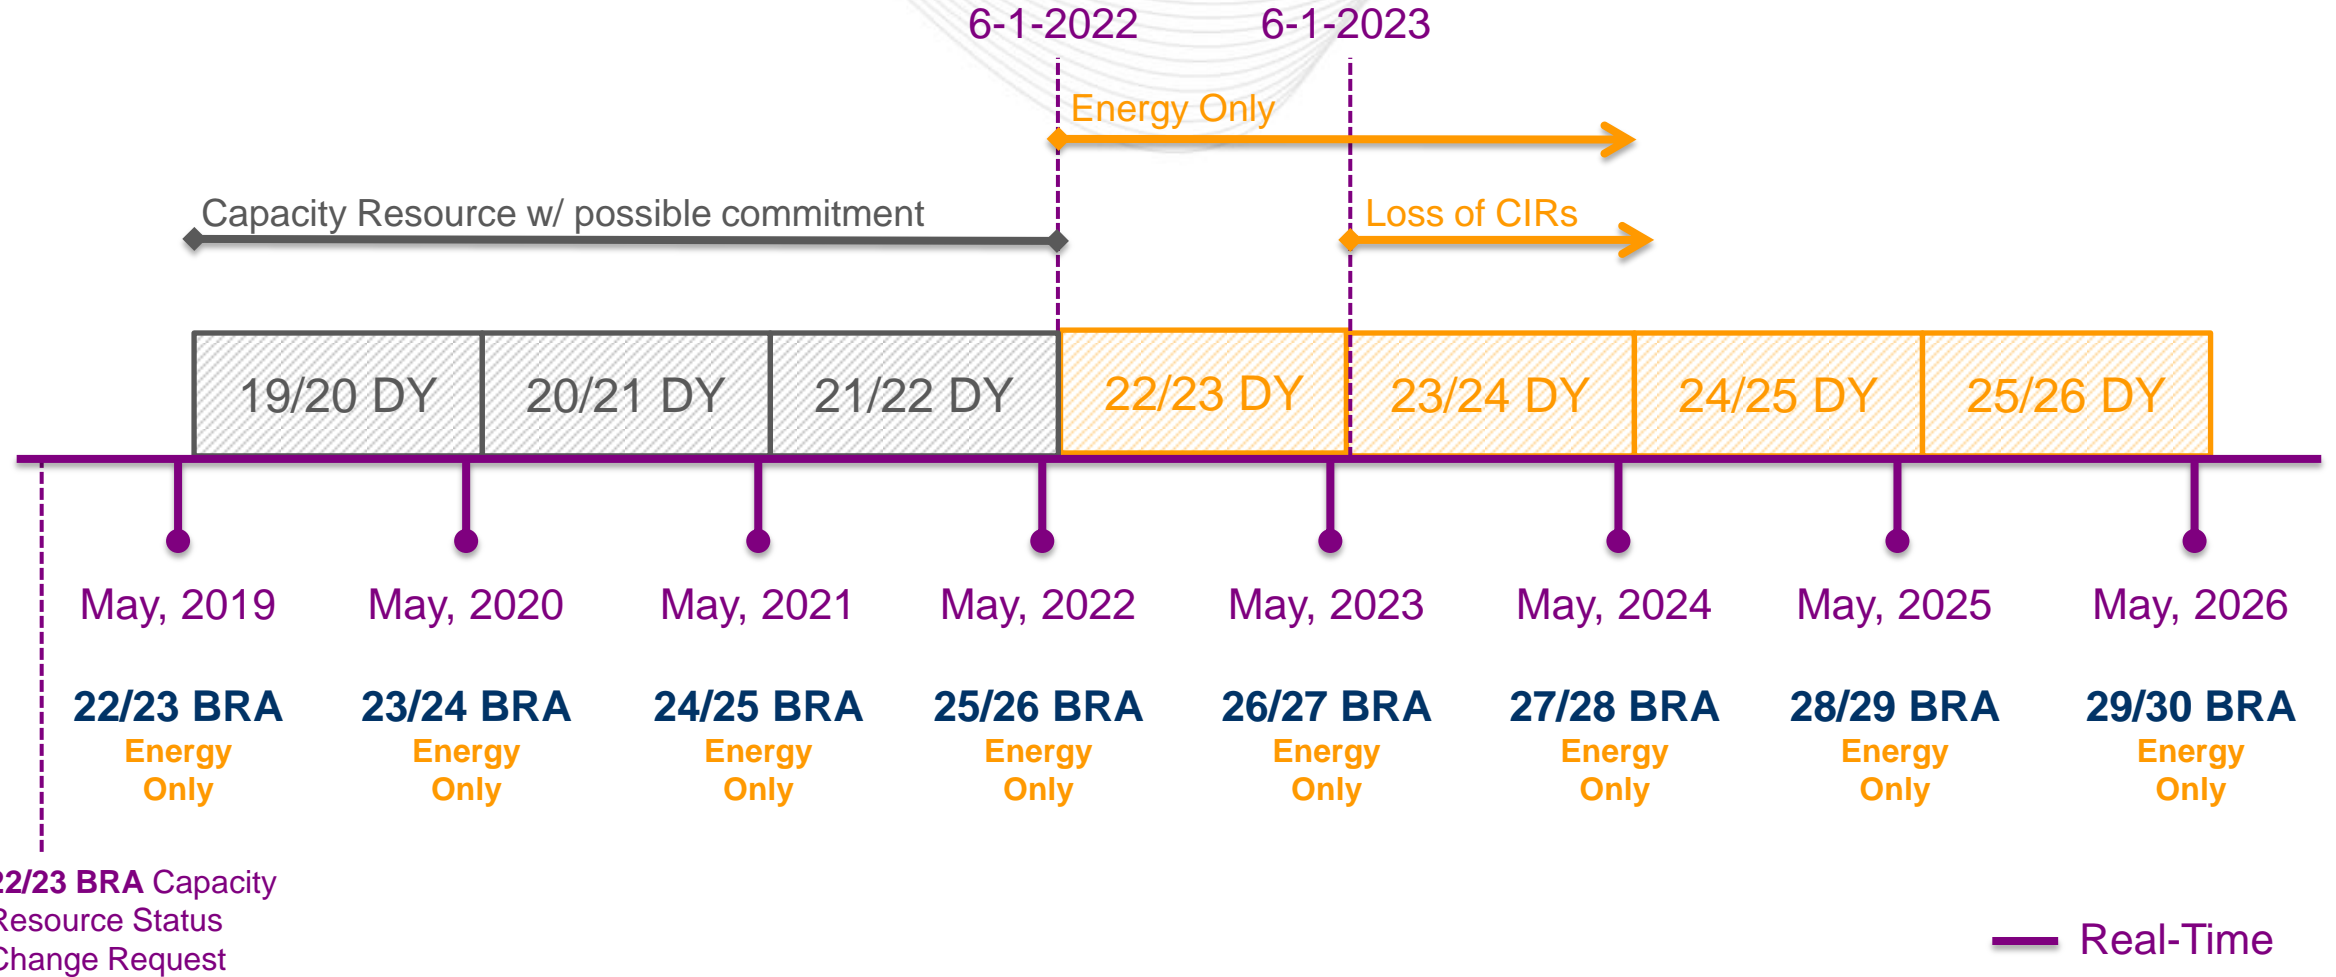 6-1-2022 6-1-2023
Energy Only
Capacity Resource w/ possible commitment Loss of CIRs
19/20 DY 20/21 DY 21/22 DY 22/23 DY 23/24 DY 24/25 DY 25/26 DY
May, 2019 May, 2020 May, 2021 May, 2022 May, 2023 May, 2024 May, 2025 May, 2026
22/23 BRA 23/24 BRA 24/25 BRA 25/26 BRA 26/27 BRA 27/28 BRA 28/29 BRA 29/30 BRA
Energy Energy Energy Energy Energy Energy Energy Energy
Only Only Only Only Only Only Only Only
22/23 BRA Capacity
Resource Status
Change Request
Real-Time